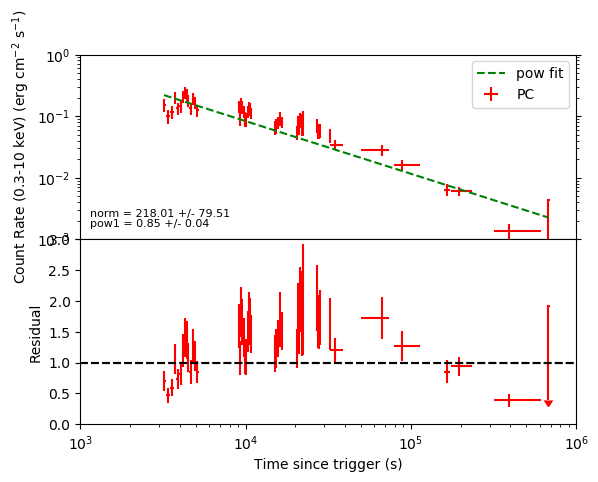 Count Rate (0.3-10 keV) (erg cm⁻² s⁻¹)
10⁰
10⁻¹
10⁻²
10⁻³
pow fit
PC
norm = 218.01 +/- 79.51
pow1 = 0.85 +/- 0.04
Residual
3.0
2.5
2.0
1.5
1.0
0.5
0.0
10³ 10⁴ 10⁵ 10⁶
Time since trigger (s)